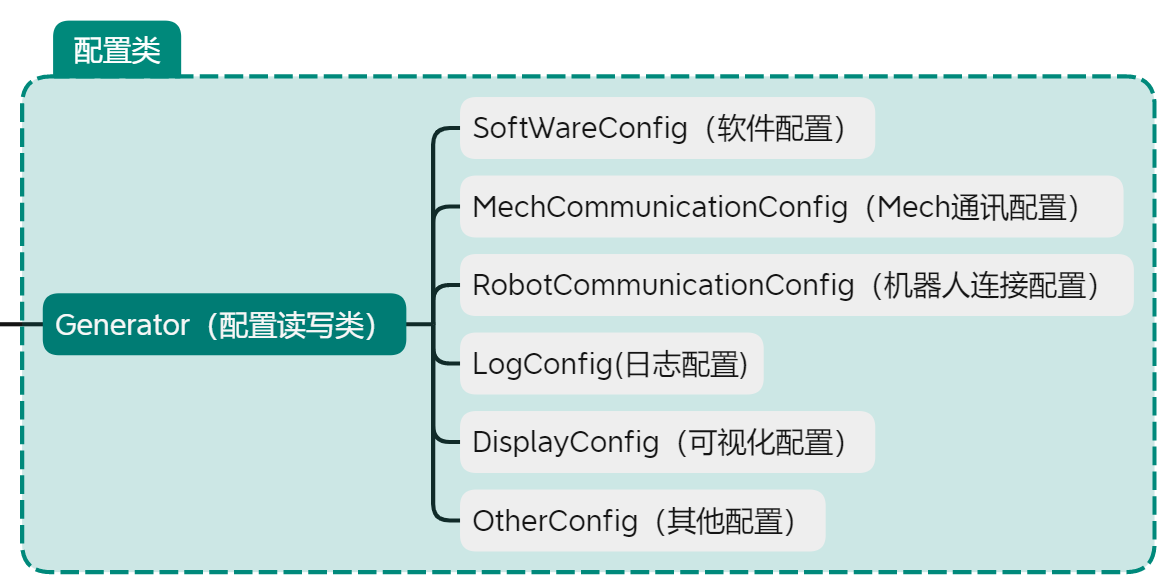 配置类
SoftWareConfig（软件配置）
MechCommunicationConfig（Mech通讯配置）
RobotCommunicationConfig（机器人连接配置）
Generator（配置读写类）
LogConfig(日志配置)
DisplayConfig（可视化配置）
OtherConfig（其他配置）